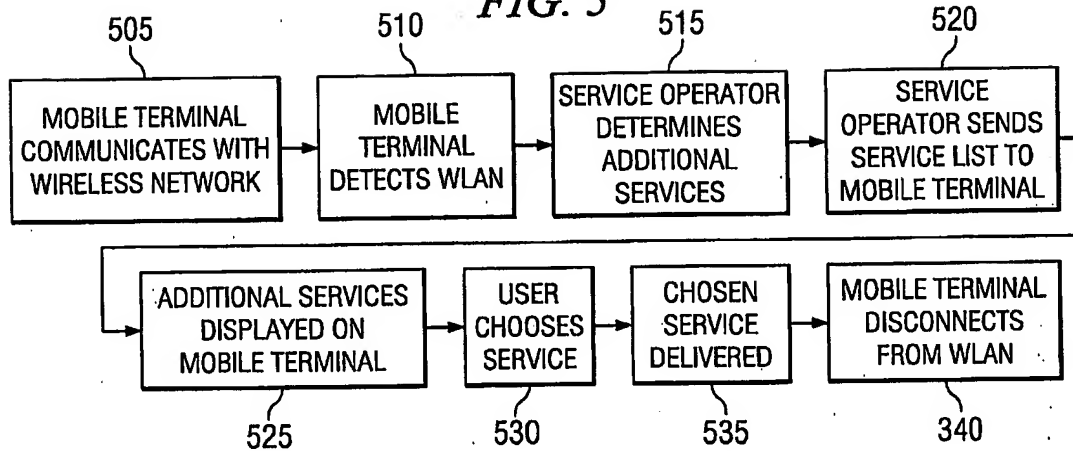 FIG. 5
505
510
515
520
MOBILE TERMINAL
COMMUNICATES WITH
WIRELESS NETWORK
MOBILE
TERMINAL
DETECTS WLAN
SERVICE OPERATOR
DETERMINES
ADDITIONAL
SERVICES
SERVICE
OPERATOR SENDS
SERVICE LIST TO
MOBILE TERMINAL
ADDITIONAL SERVICES
DISPLAYED ON
MOBILE TERMINAL
USER
CHOOSES
SERVICE
CHOSEN
SERVICE
DELIVERED
MOBILE TERMINAL
DISCONNECTS
FROM WLAN
525
530
535
340